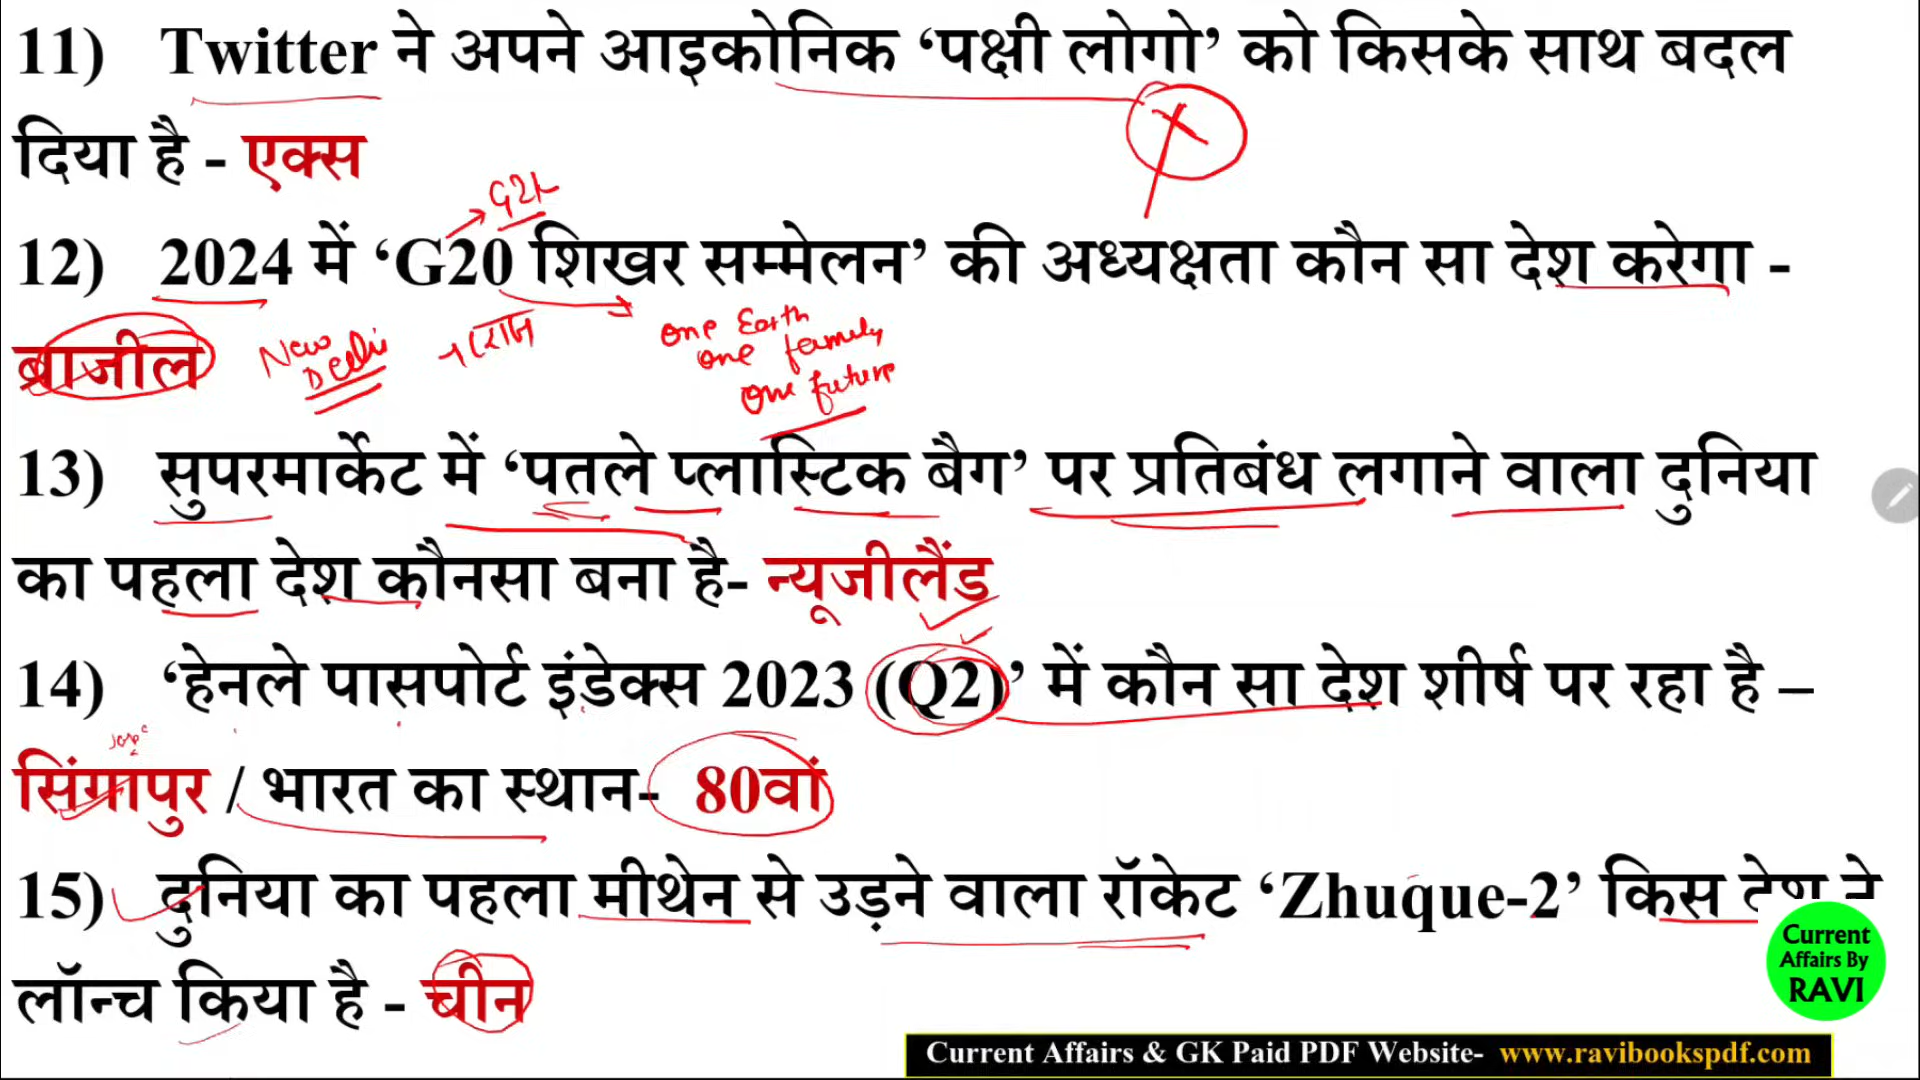 11) Twitter ने अपने आइकोनिक ‘पक्षी लोगो’ को किसके साथ बदल
दिया है - एक्स
G21
12) 2024 में ‘G20 शिखर सम्मेलन’ की अध्यक्षता कौन सा देश करेगा -
ब्राजील
New
Delhi
One Earth
One family
One future
13) सुपरमार्केट में ‘पतले प्लास्टिक बैग’ पर प्रतिबंध लगाने वाला दुनिया
का पहला देश कौनसा बना है- न्यूजीलैंड
14) ‘हेनले पासपोर्ट इंडेक्स 2023 (Q2)’ में कौन सा देश शीर्ष पर रहा है –
सिंगापुर / भारत का स्थान- 80वां
15) दुनिया का पहला मीथेन से उड़ने वाला रॉकेट ‘Zhuque-2’ किस देश ने
लॉन्च किया है - चीन
Current
Affairs By
RAVI
Current Affairs & GK Paid PDF Website- www.ravibookspdf.com